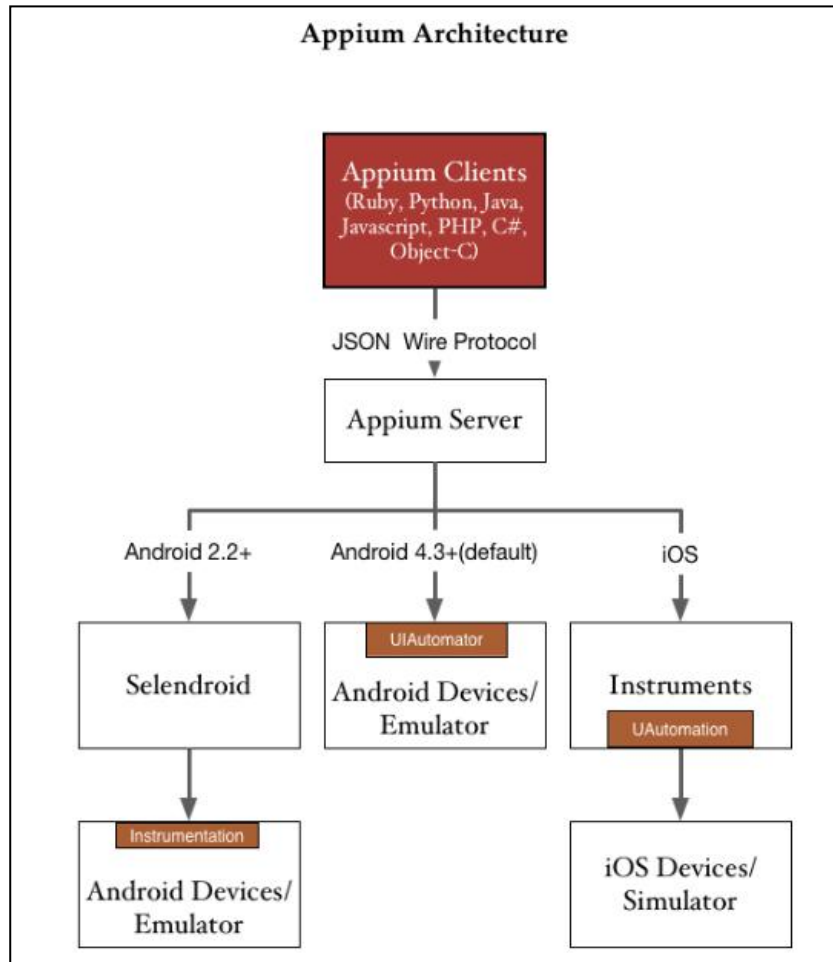 Appium Architecture
Appium Clients
(Ruby, Python, Java,
Javascript, PHP, C#,
Object-C)
JSON Wire Protocol
Appium Server
Android 2.2+
Android 4.3+(default)
iOS
Selendroid
UIAutomator
Android Devices/
Emulator
Instruments
UAutomation
Instrumentation
Android Devices/
Emulator
iOS Devices/
Simulator